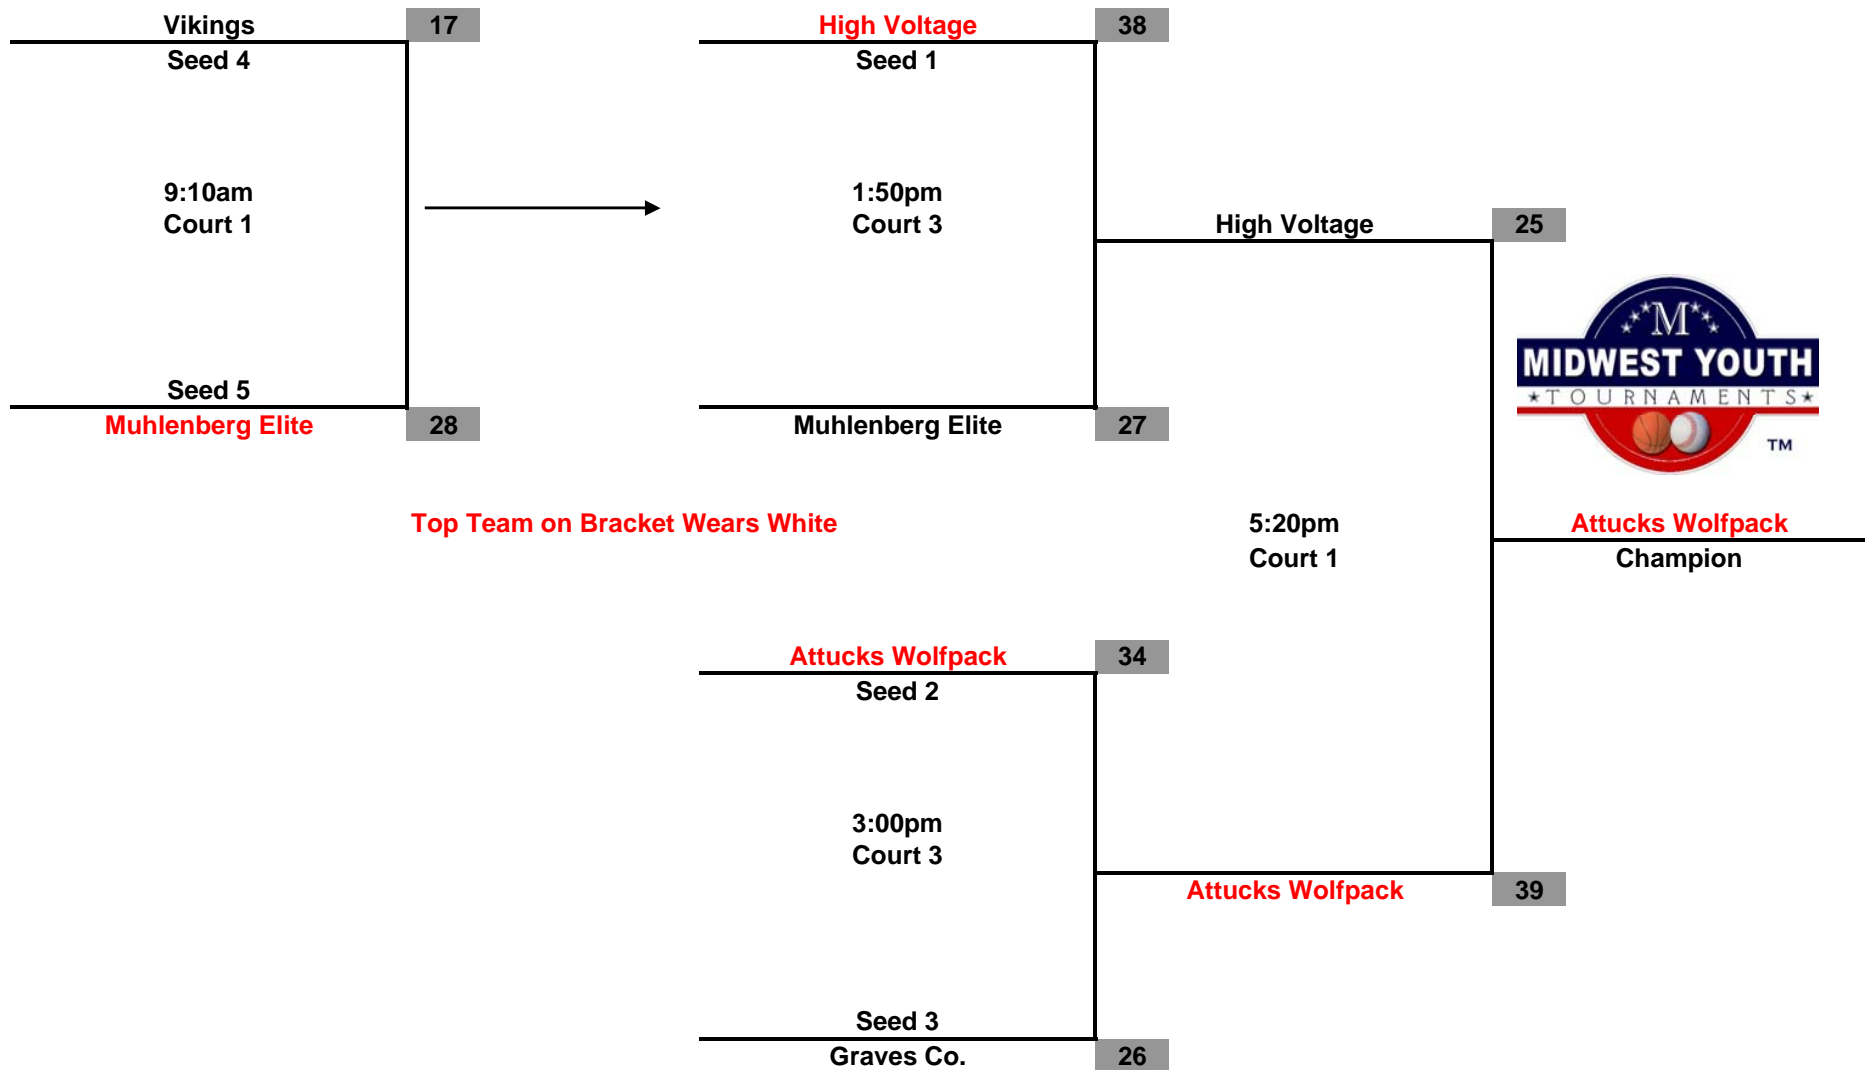 Vikings 17
Seed 4
9:10am
Court 1
Seed 5
Muhlenberg Elite 28
High Voltage 38
Seed 1
1:50pm
Court 3
Muhlenberg Elite 27
High Voltage 25
M
MIDWEST YOUTH
TOURNAMENTS
TM
Top Team on Bracket Wears White
5:20pm
Court 1
Attucks Wolfpack
Champion
Attucks Wolfpack 34
Seed 2
3:00pm
Court 3
Attucks Wolfpack 39
Seed 3
Graves Co. 26